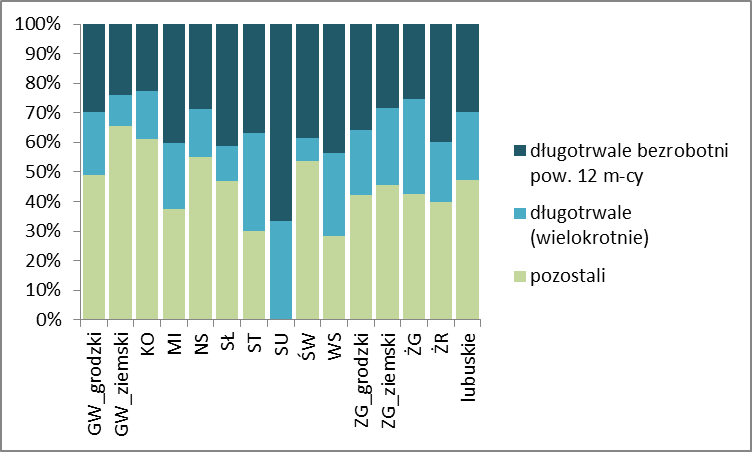 100%
90%
80%
70%
60%
50%
40%
30%
20%
10%
0%
GW_grodzki
GW_ziemski
KO
MI
NS
SŁ
ST
SU
ŚW
WS
ZG_grodzki
ZG_ziemski
ŻG
ŻR
lubuskie
długotrwale bezrobotni
pow. 12 m-cy
długotrwale
(wielokrotnie)
pozostali